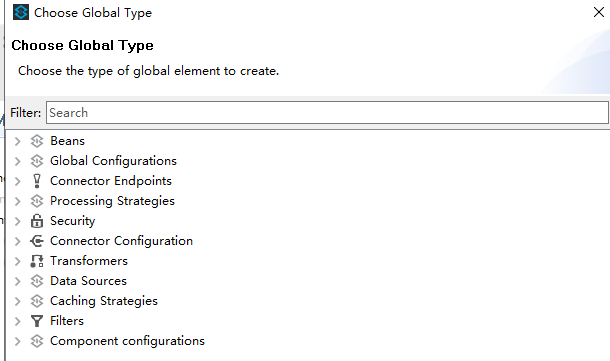 Choose Global Type
Choose Global Type
Choose the type of global element to create.
Filter: Search
Beans
Global Configurations
Connector Endpoints
Processing Strategies
Security
Connector Configuration
Transformers
Data Sources
Caching Strategies
Filters
Component configurations